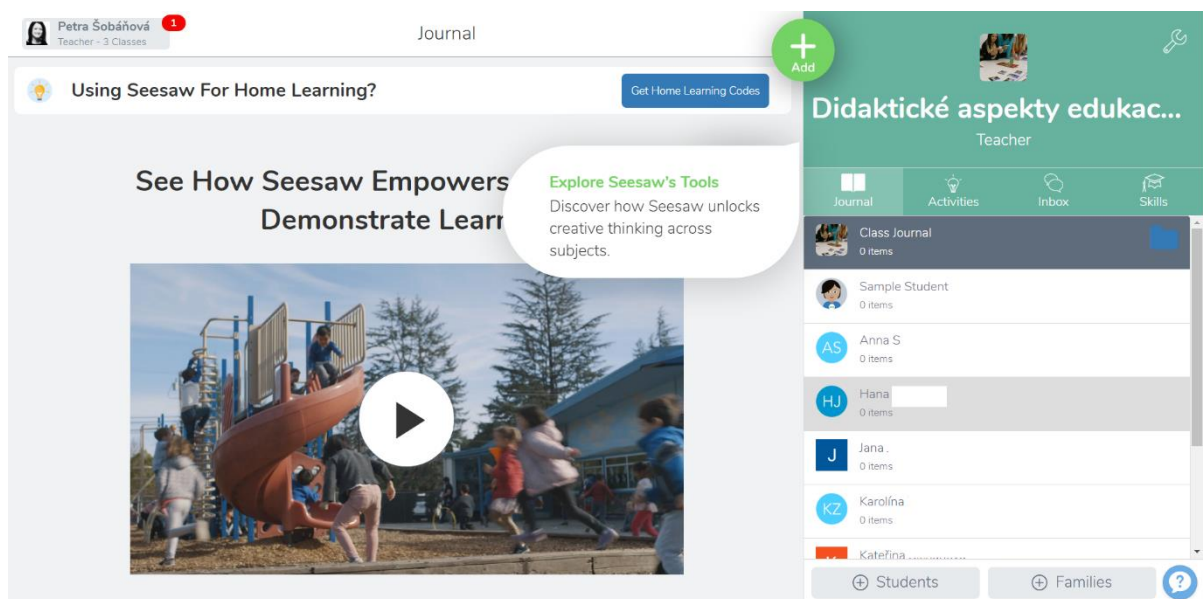 Petra Šobáňová
1
Teacher - 3 Classes
Journal
Add
Using Seesaw For Home Learning?
Get Home Learning Codes
See How Seesaw Empowers
Demonstrate Learn
Explore Seesaw's Tools
Discover how Seesaw unlocks
creative thinking across
subjects.
Didaktické aspekty edukac...
Teacher
Journal
Activities
Inbox
Skills
Class Journal
0 items
Sample Student
0 items
AS
Anna S
0 items
HJ
Hana
0 items
J
Jana .
0 items
KZ
Karolína
0 items
Kateřina
Students
Families
?